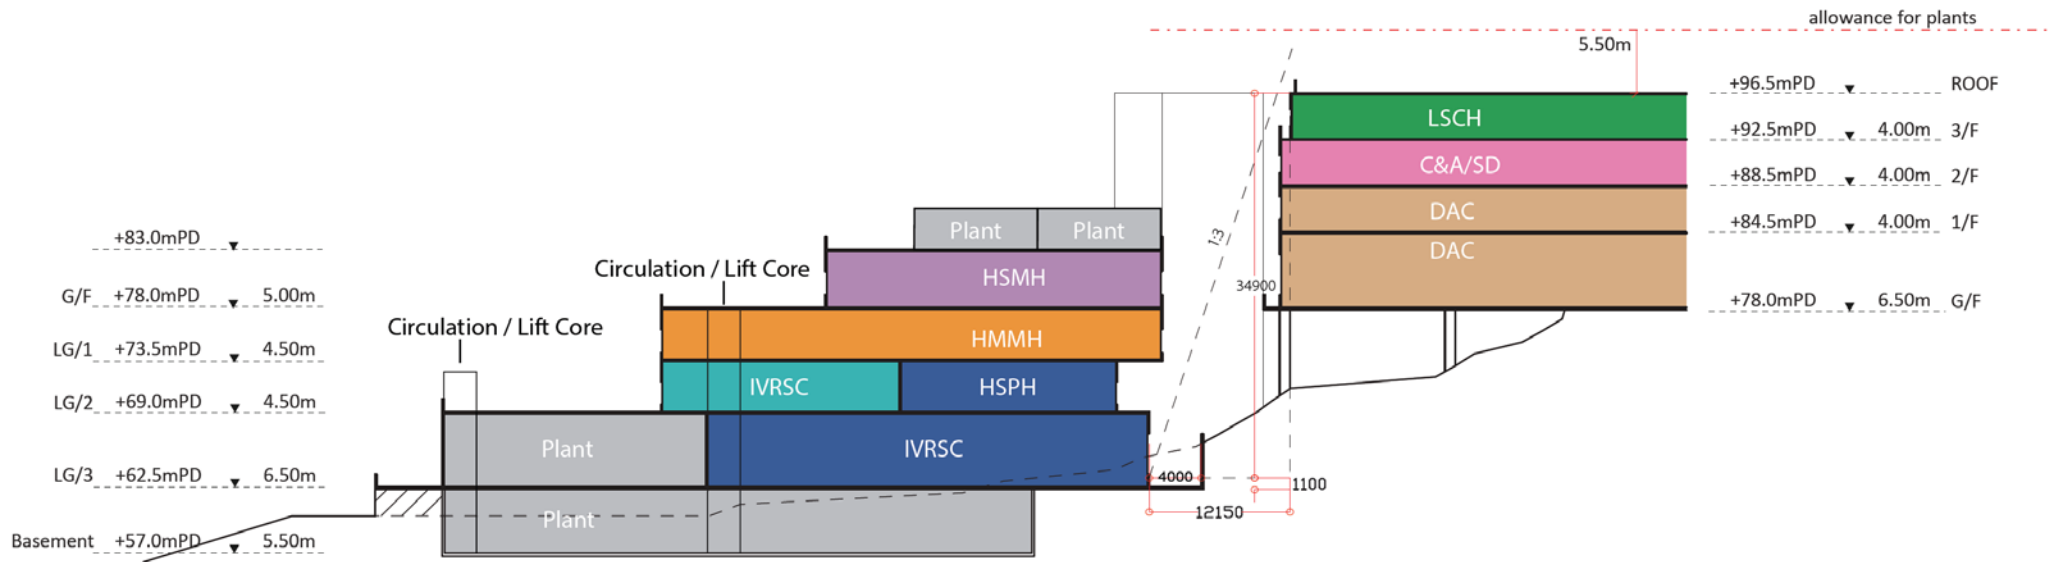 allowance for plants
5.50m
+96.5mPD ROOF
LSCH
+92.5mPD 4.00m 3/F
C&A/SD
+88.5mPD 4.00m 2/F
DAC
+84.5mPD 4.00m 1/F
DAC
+78.0mPD 6.50m G/F
1:3
34900
+83.0mPD
G/F +78.0mPD 5.00m
LG/1 +73.5mPD 4.50m
LG/2 +69.0mPD 4.50m
LG/3 +62.5mPD 6.50m
Basement +57.0mPD 5.50m
Circulation / Lift Core
Circulation / Lift Core
Plant Plant
HSMH
HMMH
IVRSC HSPH
Plant IVRSC
Plant
4000
1100
12150